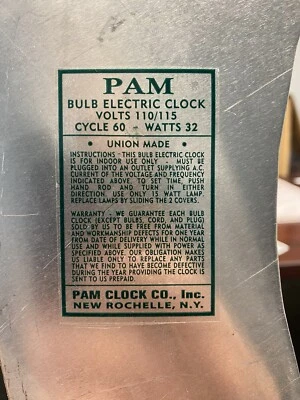 PAM
BULB ELECTRIC CLOCK
VOLTS 110/115
CYCLE 60 - WATTS 32
• UNION MADE •
INSTRUCTIONS - THIS BULB ELECTRIC CLOCK
IS FOR INDOOR USE ONLY - MUST BE
PLUGGED INTO AN OUTLET SUPPLYING A.C.
CURRENT OF THE VOLTAGE AND FREQUENCY
INDICATED ABOVE. TO SET TIME, PUSH
HAND ROD AND TURN IN EITHER
DIRECTION. USE ONLY 15 WATT LAMP.
REPLACE LAMPS BY SLIDING THE 2 COVERS.
WARRANTY - WE GUARANTEE EACH BULB
CLOCK (EXCEPT BULBS, CORD, AND PLUG)
SOLD BY US TO BE FREE FROM MATERIAL
AND WORKMANSHIP DEFECTS FOR ONE YEAR
FROM DATE OF DELIVERY WHILE IN NORMAL
USE AND WHILE SUPPLIED WITH POWER AS
SPECIFIED ABOVE. OUR OBLIGATION MAKES
US LIABLE ONLY TO REPLACE ANY PARTS
THAT WE FIND TO HAVE BECOME DEFECTIVE
DURING THE YEAR PROVIDING THE CLOCK IS
SENT TO US PREPAID.
PAM CLOCK CO., Inc.
NEW ROCHELLE, N.Y.